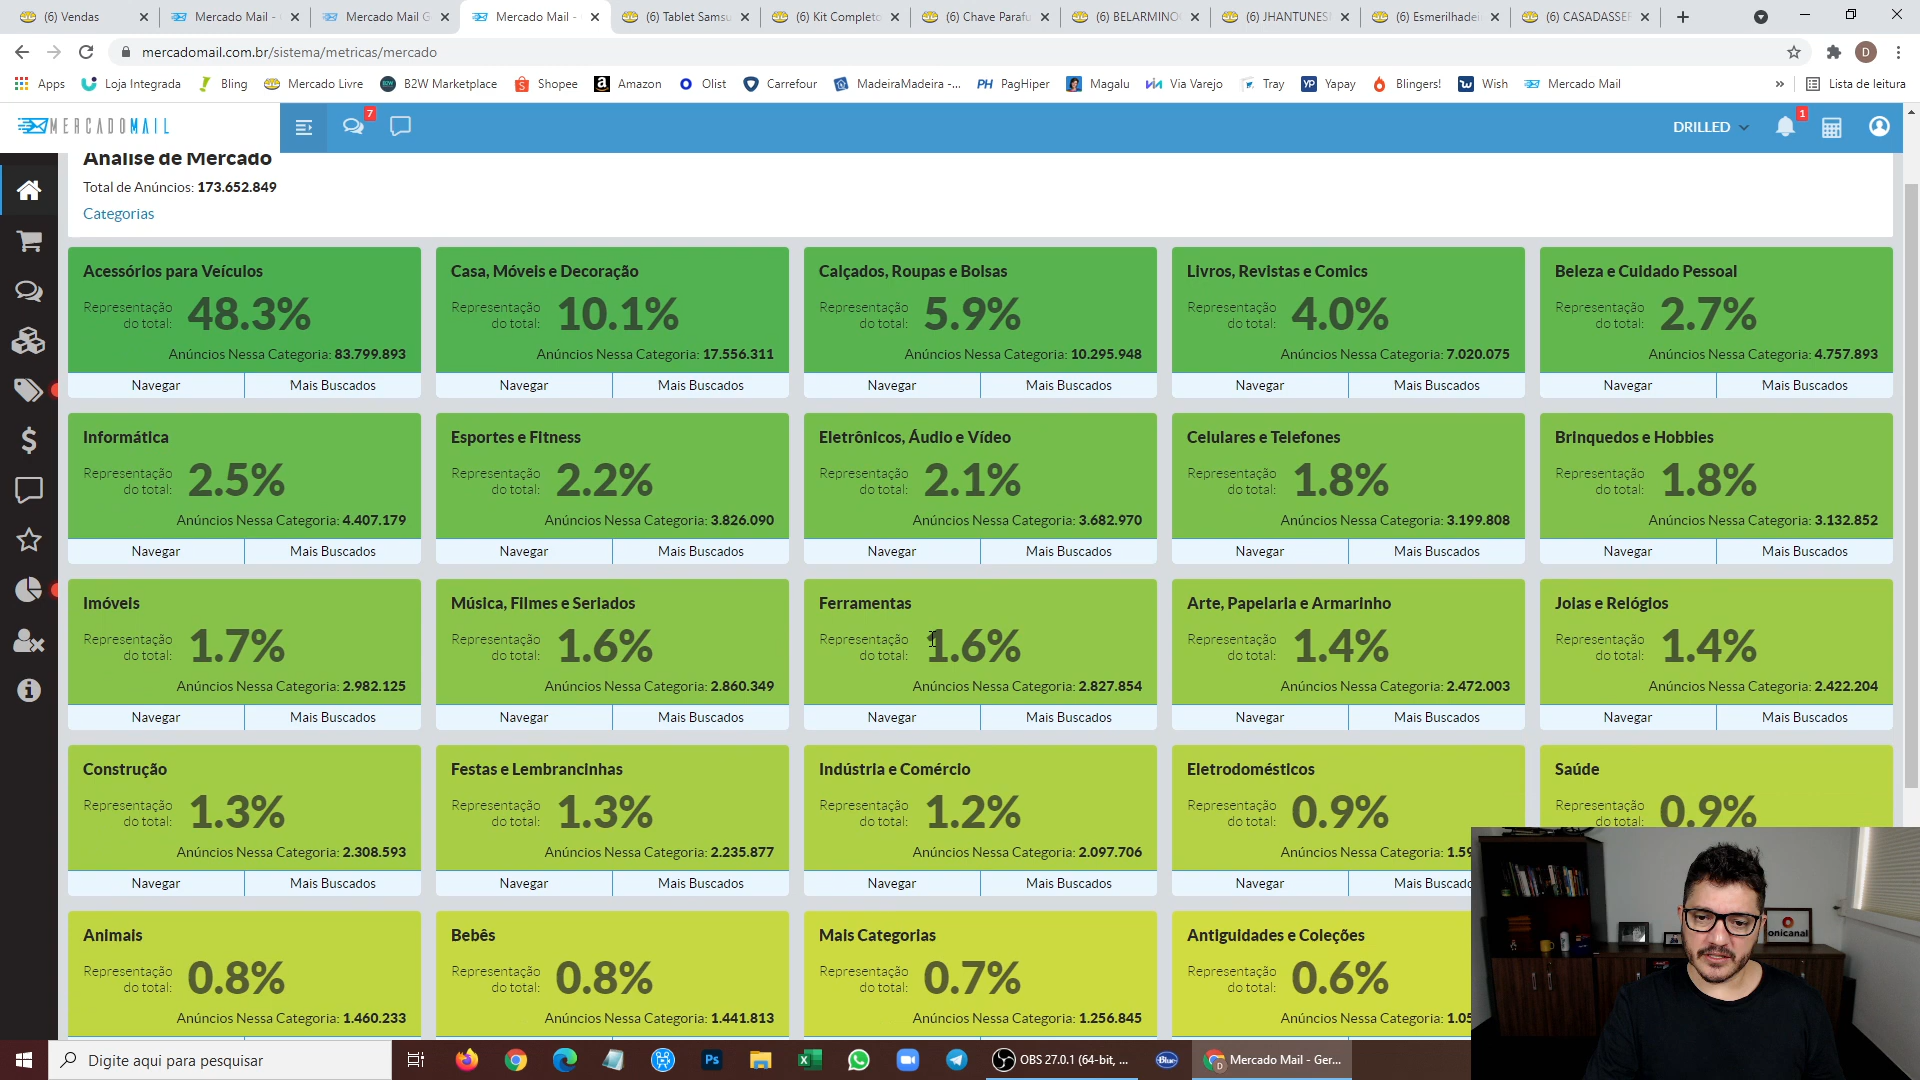 (6) Vendas
Mercado Mail -
Mercado Mail G
Mercado Mail -
(6) Tablet Samsu
(6) Kit Completo
(6) Chave Parafu
(6) BELARMINO
(6) JHANTUNES
(6) Esmerilhade
(6) CASADASSER
mercadomail.com.br/sistema/metricas/mercado
D
Apps
Loja Integrada
Bling
Mercado Livre
B2W Marketplace
Shopee
Amazon
Olist
Carrefour
MadeiraMadeira -...
PagHiper
Magalu
Via Varejo
Tray
Yapay
Blingers!
Wish
Mercado Mail
»
Lista de leitura
MERCADOMAIL
7
DRILLED
1
Análise de Mercado
Total de Anúncios: 173.652.849
Categorias
Acessórios para Veículos
Representação do total: 48.3%
Anúncios Nessa Categoria: 83.799.893
Navegar Mais Buscados
Casa, Móveis e Decoração
Representação do total: 10.1%
Anúncios Nessa Categoria: 17.556.311
Navegar Mais Buscados
Calçados, Roupas e Bolsas
Representação do total: 5.9%
Anúncios Nessa Categoria: 10.295.948
Navegar Mais Buscados
Livros, Revistas e Comics
Representação do total: 4.0%
Anúncios Nessa Categoria: 7.020.075
Navegar Mais Buscados
Beleza e Cuidado Pessoal
Representação do total: 2.7%
Anúncios Nessa Categoria: 4.757.893
Navegar Mais Buscados
Informática
Representação do total: 2.5%
Anúncios Nessa Categoria: 4.407.179
Navegar Mais Buscados
Esportes e Fitness
Representação do total: 2.2%
Anúncios Nessa Categoria: 3.826.090
Navegar Mais Buscados
Eletrônicos, Áudio e Vídeo
Representação do total: 2.1%
Anúncios Nessa Categoria: 3.682.970
Navegar Mais Buscados
Celulares e Telefones
Representação do total: 1.8%
Anúncios Nessa Categoria: 3.199.808
Navegar Mais Buscados
Brinquedos e Hobbies
Representação do total: 1.8%
Anúncios Nessa Categoria: 3.132.852
Navegar Mais Buscados
Imóveis
Representação do total: 1.7%
Anúncios Nessa Categoria: 2.982.125
Navegar Mais Buscados
Música, Filmes e Seriados
Representação do total: 1.6%
Anúncios Nessa Categoria: 2.860.349
Navegar Mais Buscados
Ferramentas
Representação do total: 1.6%
Anúncios Nessa Categoria: 2.827.854
Navegar Mais Buscados
Arte, Papelaria e Armarinho
Representação do total: 1.4%
Anúncios Nessa Categoria: 2.472.003
Navegar Mais Buscados
Joias e Relógios
Representação do total: 1.4%
Anúncios Nessa Categoria: 2.422.204
Navegar Mais Buscados
Construção
Representação do total: 1.3%
Anúncios Nessa Categoria: 2.308.593
Navegar Mais Buscados
Festas e Lembrancinhas
Representação do total: 1.3%
Anúncios Nessa Categoria: 2.235.877
Navegar Mais Buscados
Indústria e Comércio
Representação do total: 1.2%
Anúncios Nessa Categoria: 2.097.706
Navegar Mais Buscados
Eletrodomésticos
Representação do total: 0.9%
Anúncios Nessa Categoria: 1.59
Navegar Mais Buscado
Saúde
Representação do total: 0.9%
Animais
Representação do total: 0.8%
Anúncios Nessa Categoria: 1.460.233
Bebês
Representação do total: 0.8%
Anúncios Nessa Categoria: 1.441.813
Mais Categorias
Representação do total: 0.7%
Anúncios Nessa Categoria: 1.256.845
Antiguidades e Coleções
Representação do total: 0.6%
Anúncios Nessa Categoria: 1.05
onicanal
Digite aqui para pesquisar
Ps
OBS 27.0.1 (64-bit, ...
Blue
Mercado Mail - Ger...